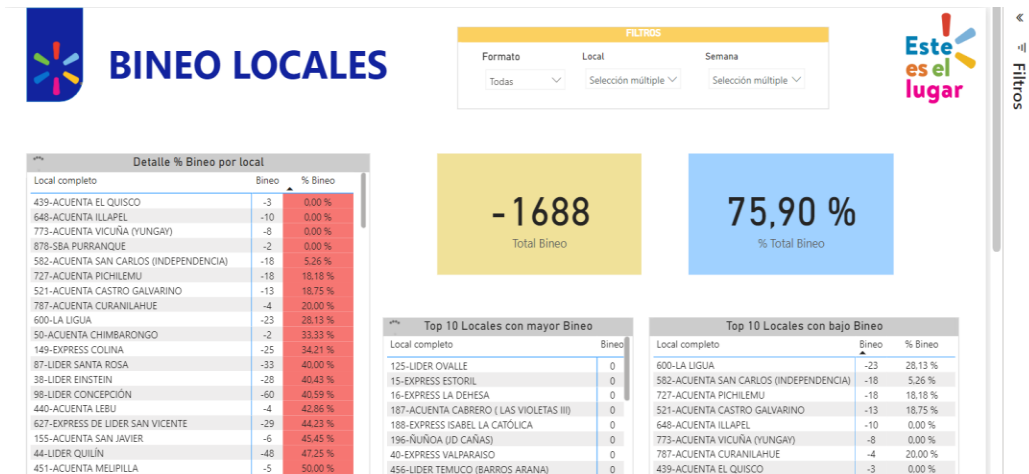 BINEO LOCALES
FILTROS
Formato Local Semana
Todas Selección múltiple Selección múltiple
Este
es el
lugar
Filtros
Detalle % Bineo por local
Local completo Bineo % Bineo
439-ACUENTA EL QUISCO -3 0.00 %
648-ACUENTA ILLAPEL -10 0.00 %
773-ACUENTA VICUÑA (YUNGAY) -8 0.00 %
878-SBA PURRANQUE -2 0.00 %
582-ACUENTA SAN CARLOS (INDEPENDENCIA) -18 5.26 %
727-ACUENTA PICHILEMU -18 18.18 %
521-ACUENTA CASTRO GALVARINO -13 18.75 %
787-ACUENTA CURANILAHUE -4 20.00 %
600-LA LIGUA -23 28.13 %
50-ACUENTA CHIMBARONGO -2 33.33 %
149-EXPRESS COLINA -25 34.21 %
87-LIDER SANTA ROSA -33 40.00 %
38-LIDER EINSTEIN -28 40.43 %
98-LIDER CONCEPCIÓN -60 40.59 %
440-ACUENTA LEBU -4 42.86 %
627-EXPRESS DE LIDER SAN VICENTE -29 44.23 %
155-ACUENTA SAN JAVIER -6 45.45 %
44-LIDER QUILÍN -48 47.25 %
451-ACUENTA MELIPILLA -5 50.00 %
-1688
Total Bineo
75,90 %
% Total Bineo
Top 10 Locales con mayor Bineo
Local completo Bineo
125-LIDER OVALLE 0
15-EXPRESS ESTORIL 0
16-EXPRESS LA DEHESA 0
187-ACUENTA CABRERO ( LAS VIOLETAS III) 0
188-EXPRESS ISABEL LA CATÓLICA 0
196-ÑUÑOA (JD CAÑAS) 0
40-EXPRESS VALPARAISO 0
456-LIDER TEMUCO (BARROS ARANA) 0
Top 10 Locales con bajo Bineo
Local completo Bineo % Bineo
600-LA LIGUA -23 28.13 %
582-ACUENTA SAN CARLOS (INDEPENDENCIA) -18 5.26 %
727-ACUENTA PICHILEMU -18 18.18 %
521-ACUENTA CASTRO GALVARINO -13 18.75 %
648-ACUENTA ILLAPEL -10 0.00 %
773-ACUENTA VICUÑA (YUNGAY) -8 0.00 %
787-ACUENTA CURANILAHUE -4 20.00 %
439-ACUENTA EL QUISCO -3 0.00 %